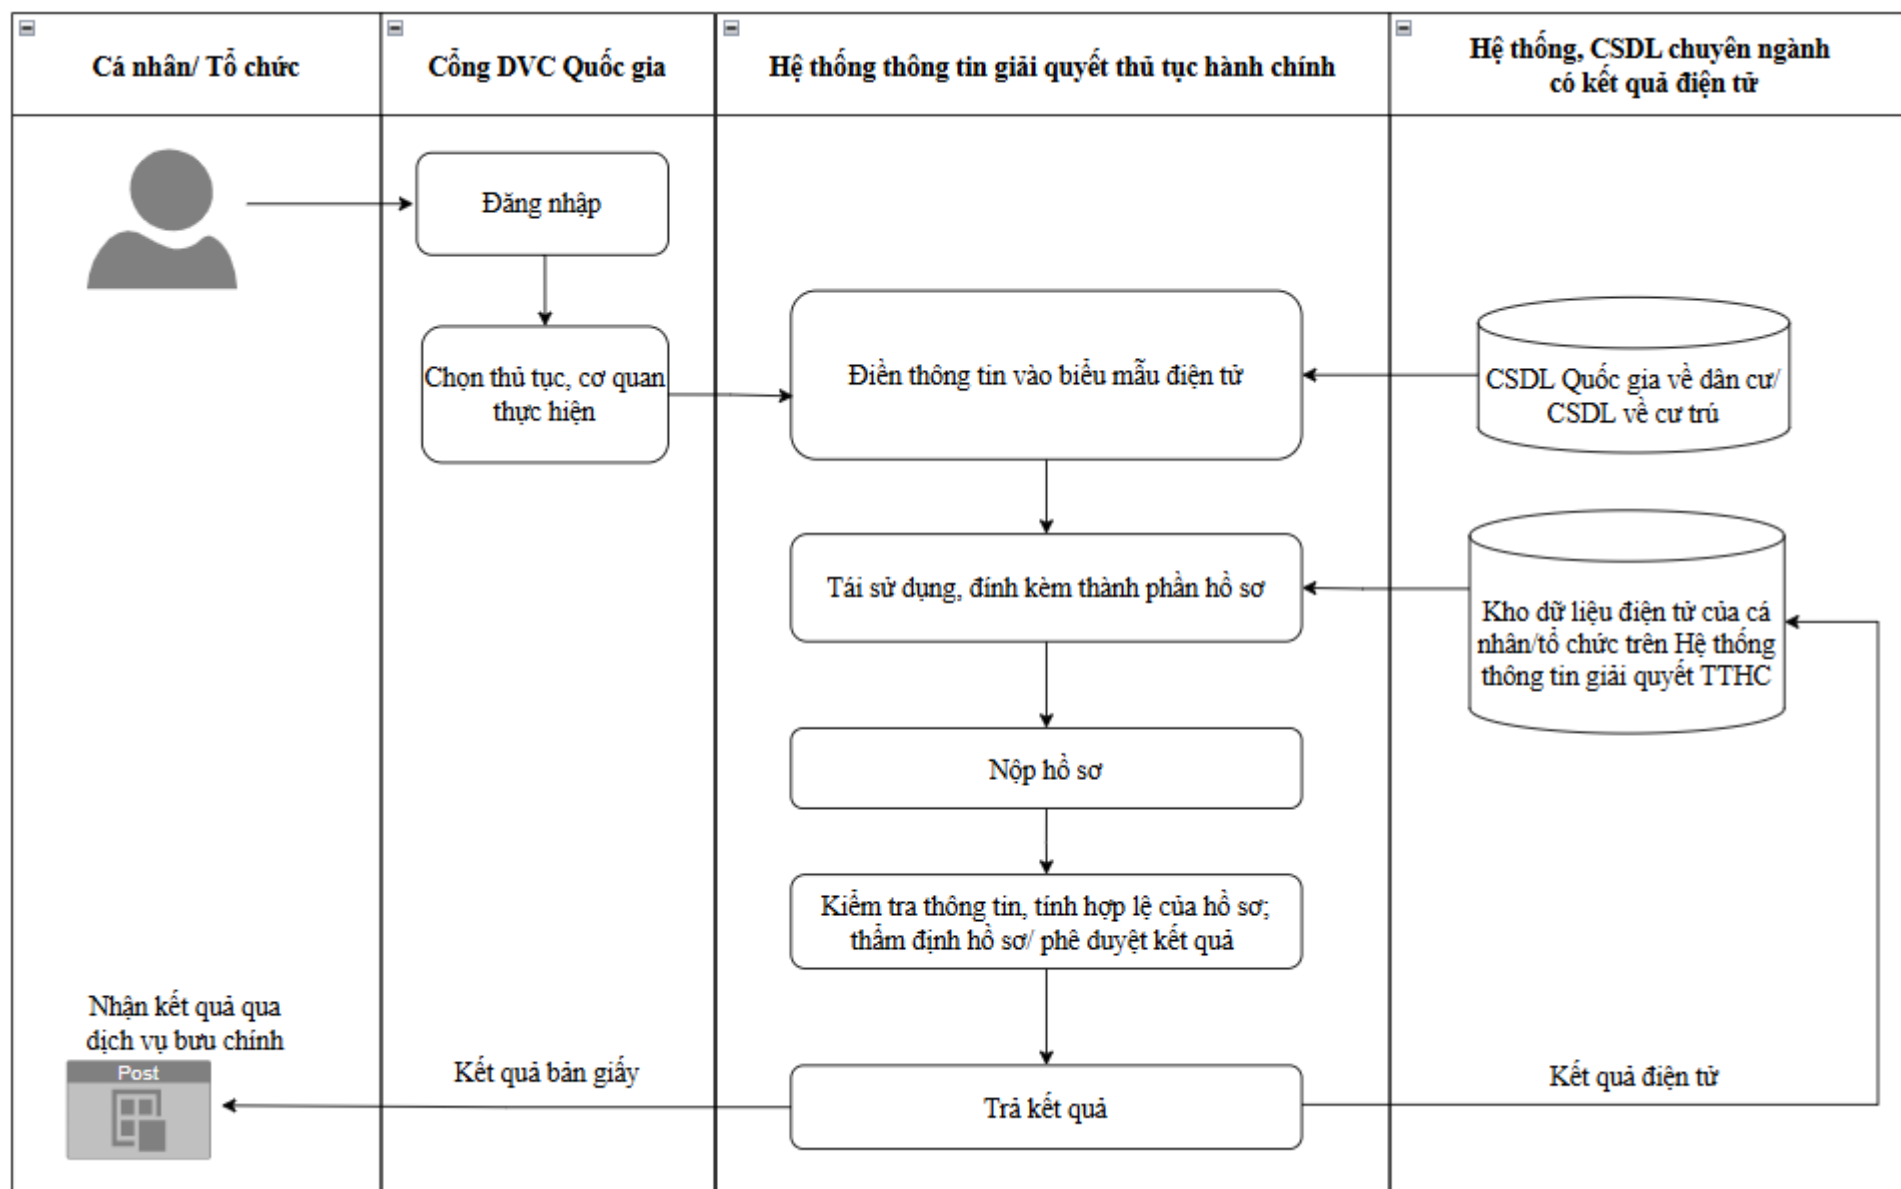 Cá nhân/ Tổ chức
Cổng DVC Quốc gia
Hệ thống thông tin giải quyết thủ tục hành chính
Hệ thống, CSDL chuyên ngành
có kết quả điện tử
Đăng nhập
Chọn thủ tục, cơ quan
thực hiện
Điền thông tin vào biểu mẫu điện tử
CSDL Quốc gia về dân cư/
CSDL về cư trú
Tái sử dụng, đính kèm thành phần hồ sơ
Kho dữ liệu điện tử của cá
nhân/tổ chức trên Hệ thống
thông tin giải quyết TTHC
Nộp hồ sơ
Kiểm tra thông tin, tính hợp lệ của hồ sơ;
thẩm định hồ sơ/ phê duyệt kết quả
Nhận kết quả qua
dịch vụ bưu chính
Post
Kết quả bản giấy
Trả kết quả
Kết quả điện tử